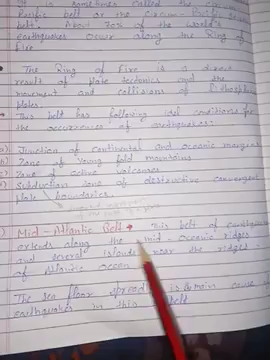 It is sometimes called the circum-
Pacific belt or the circum-Pacific girdle
belt. About 70% of the world's
earthquakes occur along the Ring of
Fire.
The Ring of Fire is a direct
result of plate tectonics and the
movement and collisions of lithospheric
plates.
This belt has following ideal conditions for
the occurrence of earthquakes:
Junction of continental and oceanic margins
b) Zone of young fold mountains
c) Zone of active volcanoes
d) Subduction zone of destructive convergent
plate boundaries.
Mid-Atlantic Belt → This belt of earthquakes
extends along the mid-oceanic ridges
and several islands near the ridges
of Atlantic ocean.
The sea floor spreading is main cause of
earthquakes in this belt